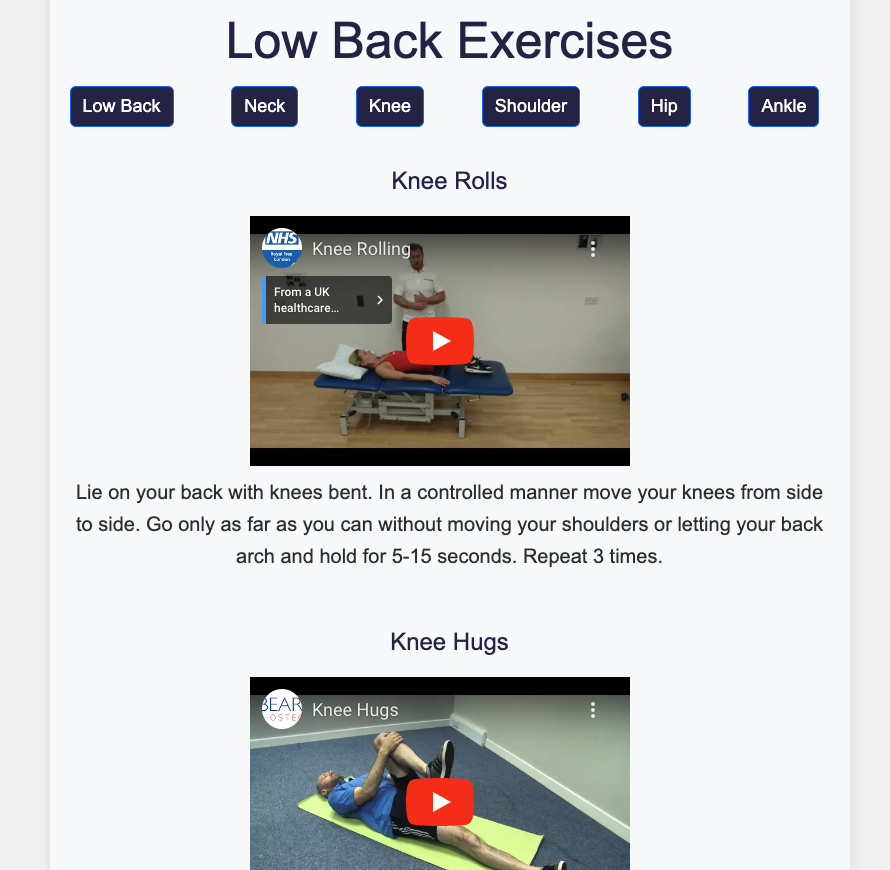 Low Back Exercises
Low Back Neck Knee Shoulder Hip Ankle
Knee Rolls
NHS
Royal Free
London
Knee Rolling
From a UK
healthcare...
Lie on your back with knees bent. In a controlled manner move your knees from side
to side. Go only as far as you can without moving your shoulders or letting your back
arch and hold for 5-15 seconds. Repeat 3 times.
Knee Hugs
BEAR
OSTEO
Knee Hugs